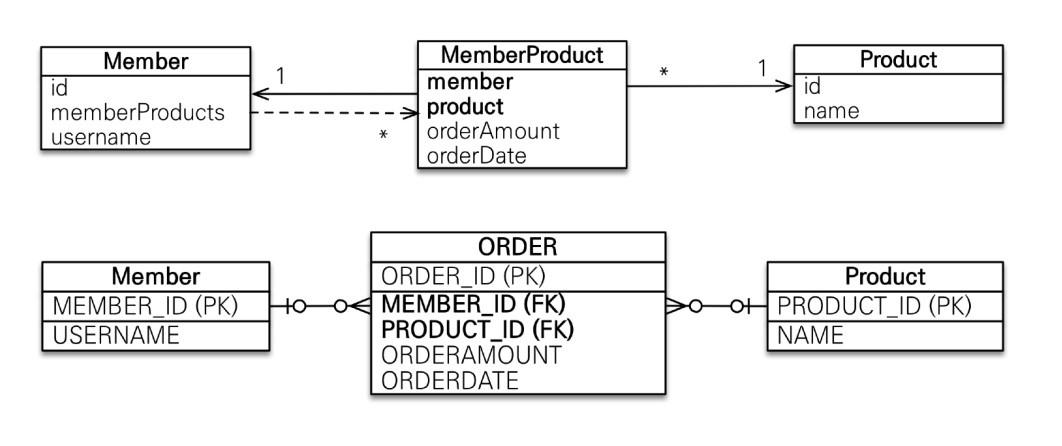 Member
id
memberProducts
username
1
*
MemberProduct
member
product
orderAmount
orderDate
*
1
Product
id
name
Member
MEMBER_ID (PK)
USERNAME
ORDER
ORDER_ID (PK)
MEMBER_ID (FK)
PRODUCT_ID (FK)
ORDERAMOUNT
ORDERDATE
Product
PRODUCT_ID (PK)
NAME